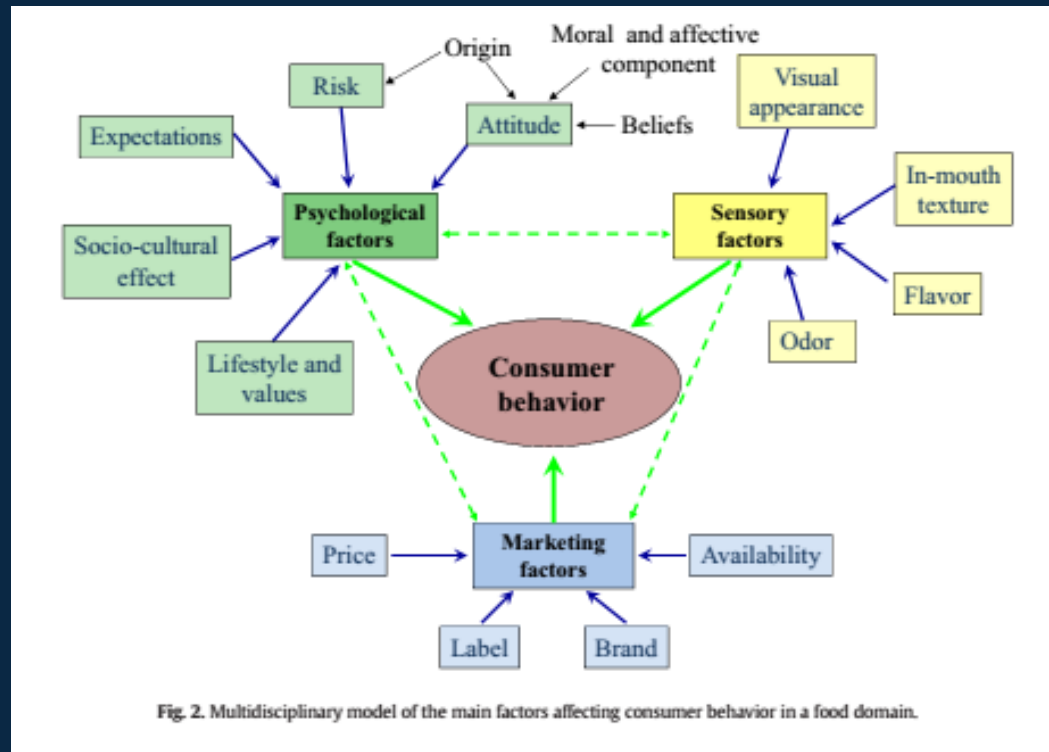 Origin
Moral and affective
component
Visual
appearance
Risk
Expectations
Attitude
Beliefs
In-mouth
texture
Psychological
factors
Sensory
factors
Socio-cultural
effect
Flavor
Odor
Lifestyle and
values
Consumer
behavior
Price
Marketing
factors
Availability
Label
Brand
Fig. 2. Multidisciplinary model of the main factors affecting consumer behavior in a food domain.